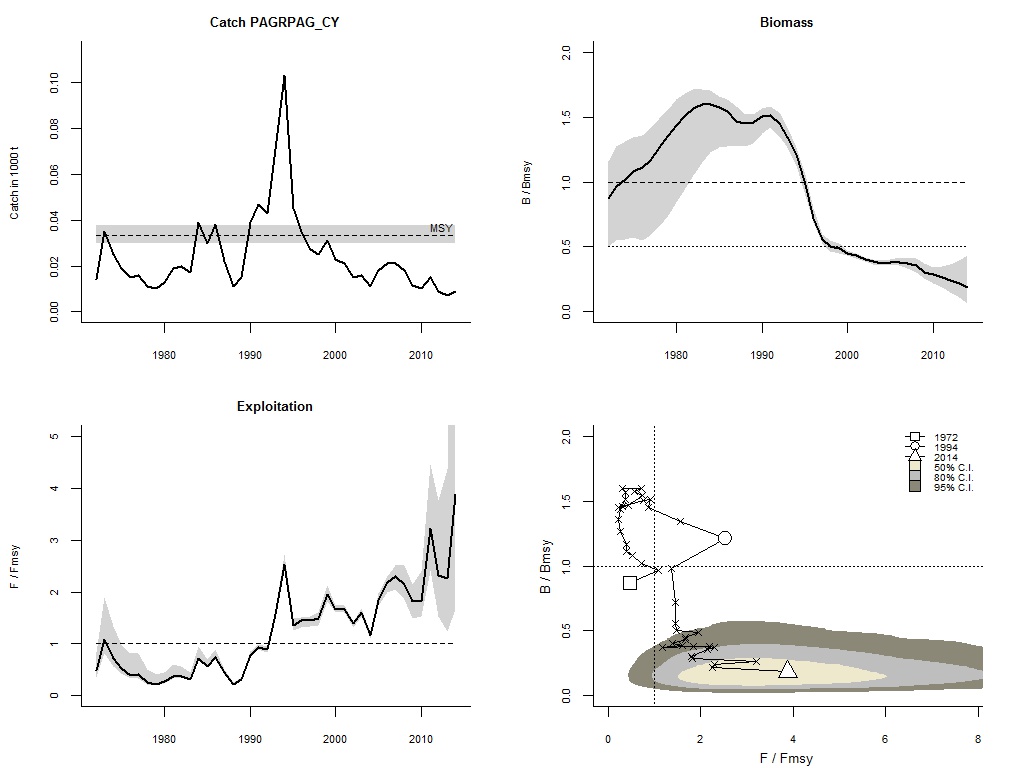 Catch PAGRPAG_CY
Catch in 1000 t
0.00 0.02 0.04 0.06 0.08 0.10
MSY
1980 1990 2000 2010
Biomass
B / Bmsy
0.0 0.5 1.0 1.5 2.0
1980 1990 2000 2010
Exploitation
F / Fmsy
0 1 2 3 4 5
1980 1990 2000 2010
B / Bmsy
0.0 0.5 1.0 1.5 2.0
1972
1994
2014
50% C.I.
80% C.I.
95% C.I.
0 2 4 6 8
F / Fmsy